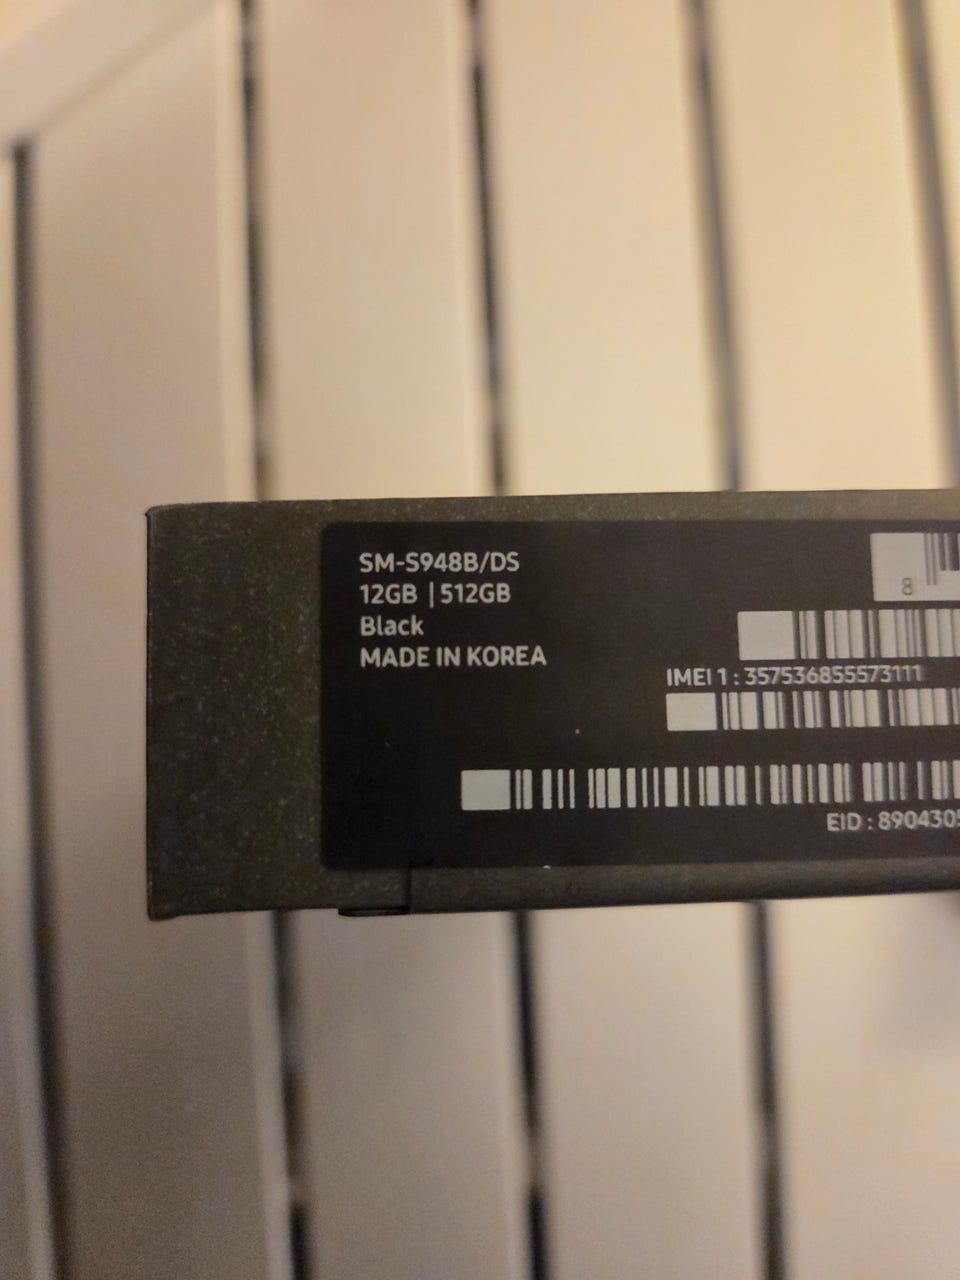 SM-S948B/DS
12GB | 512GB
Black
MADE IN KOREA
8
IMEI 1 : 357536855573111
EID : 8904305